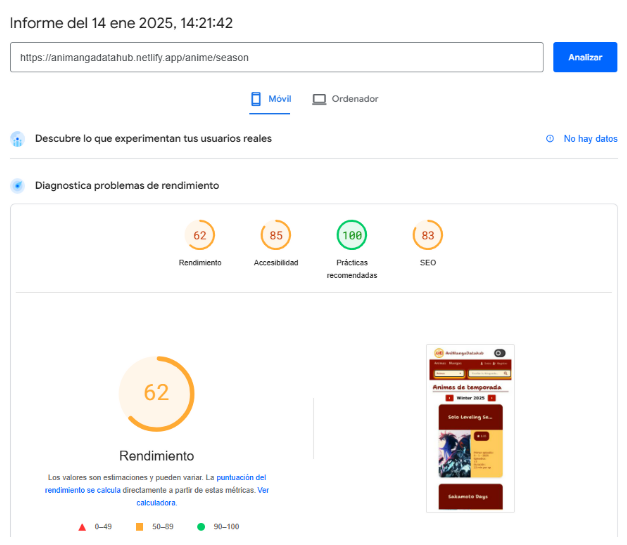 Informe del 14 ene 2025, 14:21:42
https://animangadatahub.netlify.app/anime/season
Analizar
Móvil
Ordenador
Descubre lo que experimentan tus usuarios reales
No hay datos
Diagnostica problemas de rendimiento
62
85
100
83
Rendimiento
Accesibilidad
Prácticas
recomendadas
SEO
62
Rendimiento
Los valores son estimaciones y pueden variar. La puntuación del
rendimiento se calcula directamente a partir de estas métricas. Ver
calculadora.
0–49
50–89
90–100
AniMangaDataHub
Animes de temporada
Winter 2025
Solo Leveling Se...
Sakamoto Days